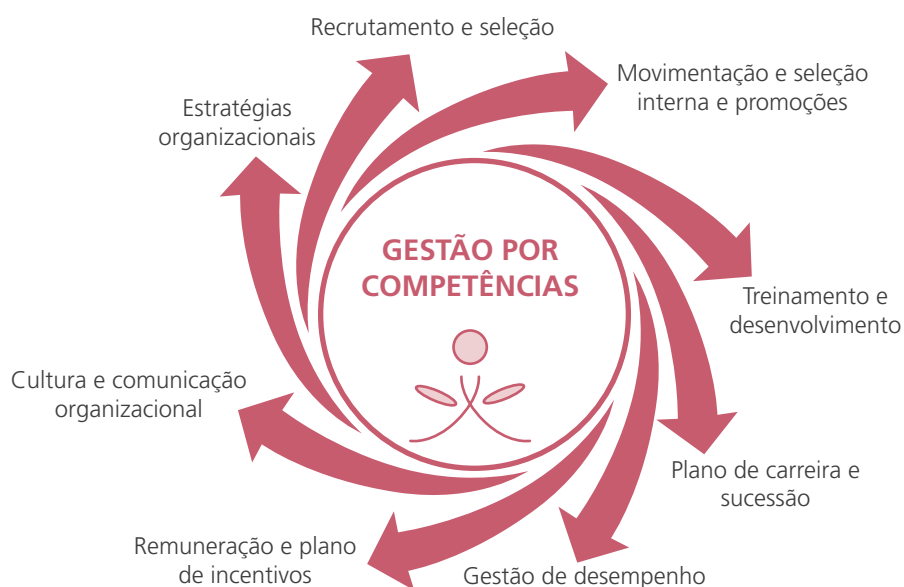 Recrutamento e seleção
Movimentação e seleção
interna e promoções
Estratégias
organizacionais
GESTÃO POR
COMPETÊNCIAS
Treinamento e
desenvolvimento
Cultura e comunicação
organizacional
Plano de carreira e
sucessão
Remuneração e plano
de incentivos
Gestão de desempenho